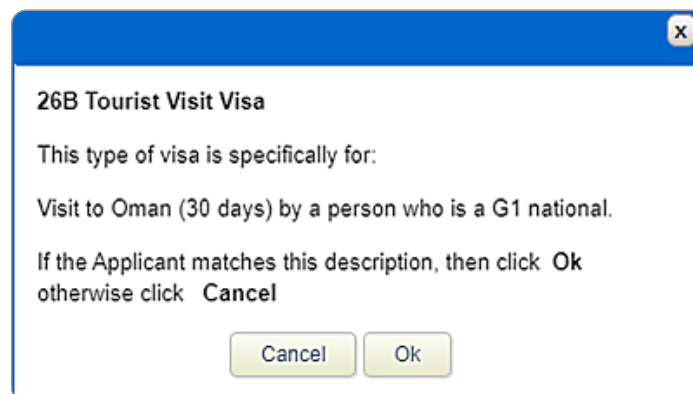 x
26B Tourist Visit Visa
This type of visa is specifically for:
Visit to Oman (30 days) by a person who is a G1 national.
If the Applicant matches this description, then click Ok
otherwise click Cancel
Cancel Ok